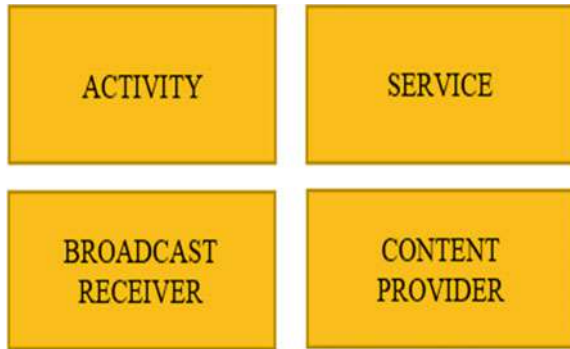 ACTIVITY
SERVICE
BROADCAST
RECEIVER
CONTENT
PROVIDER